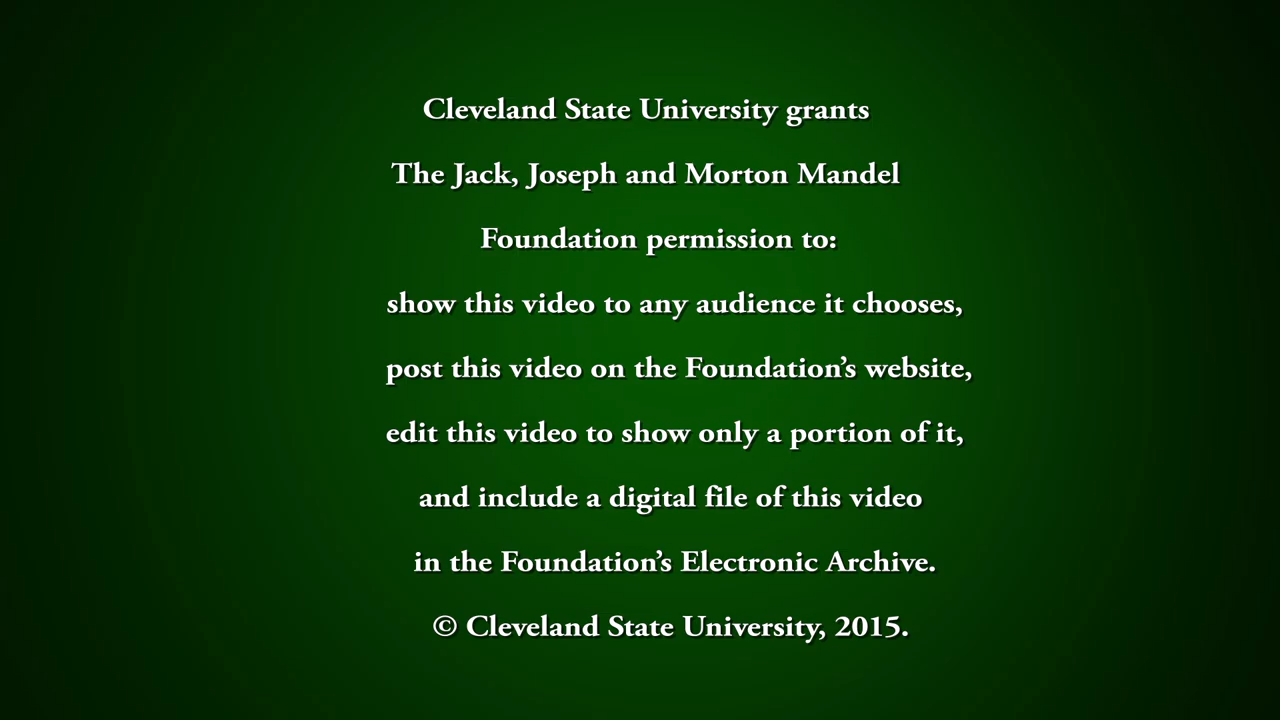 Cleveland State University grants
The Jack, Joseph and Morton Mandel
Foundation permission to:
show this video to any audience it chooses,
post this video on the Foundation’s website,
edit this video to show only a portion of it,
and include a digital file of this video
in the Foundation’s Electronic Archive.
© Cleveland State University, 2015.